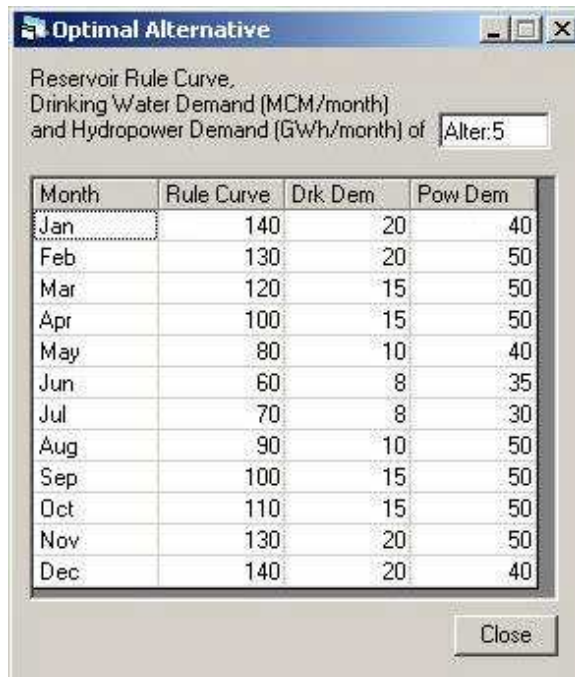 Optimal Alternative
Reservoir Rule Curve,
Drinking Water Demand (MCM/month)
and Hydropower Demand (GWh/month) of Alter:5
Month Rule Curve Drk Dem Pow Dem
Jan 140 20 40
Feb 130 20 50
Mar 120 15 50
Apr 100 15 50
May 80 10 40
Jun 60 8 35
Jul 70 8 30
Aug 90 10 50
Sep 100 15 50
Oct 110 15 50
Nov 130 20 50
Dec 140 20 40
Close